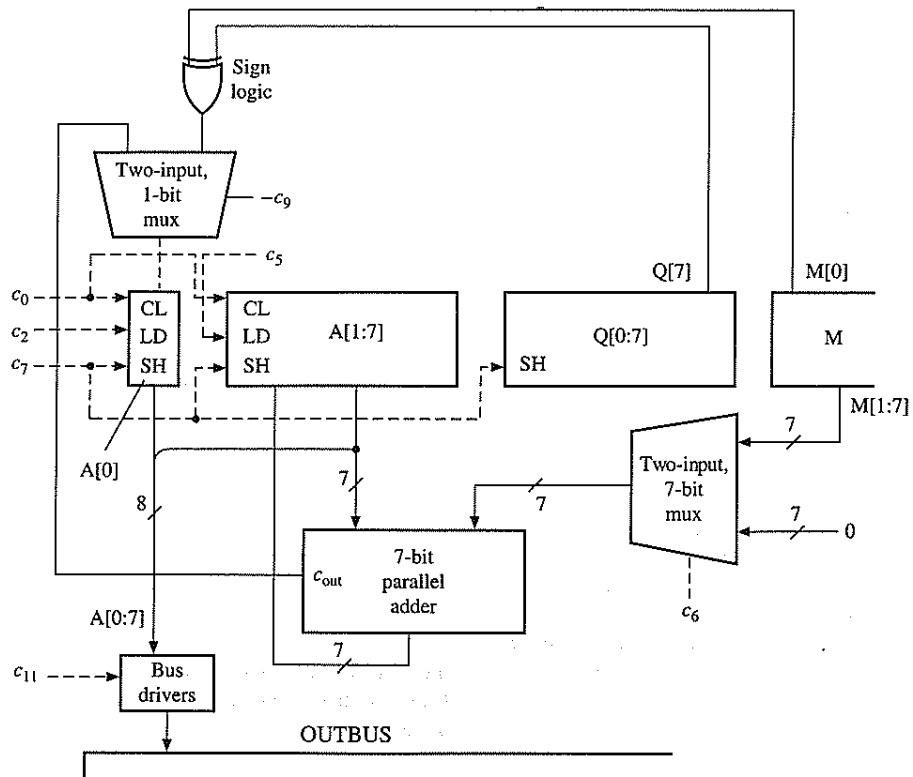 Sign
logic
Two-input,
1-bit
mux
c9
c5
Q[7]
M[0]
c0
c2
c7
CL
LD
SH
CL
LD
SH
A[1:7]
Q[0:7]
SH
M
M[1:7]
A[0]
7
Two-input,
7-bit
mux
7
7
0
8
7
cout
7-bit
parallel
adder
c6
A[0:7]
7
c11
Bus
drivers
OUTBUS